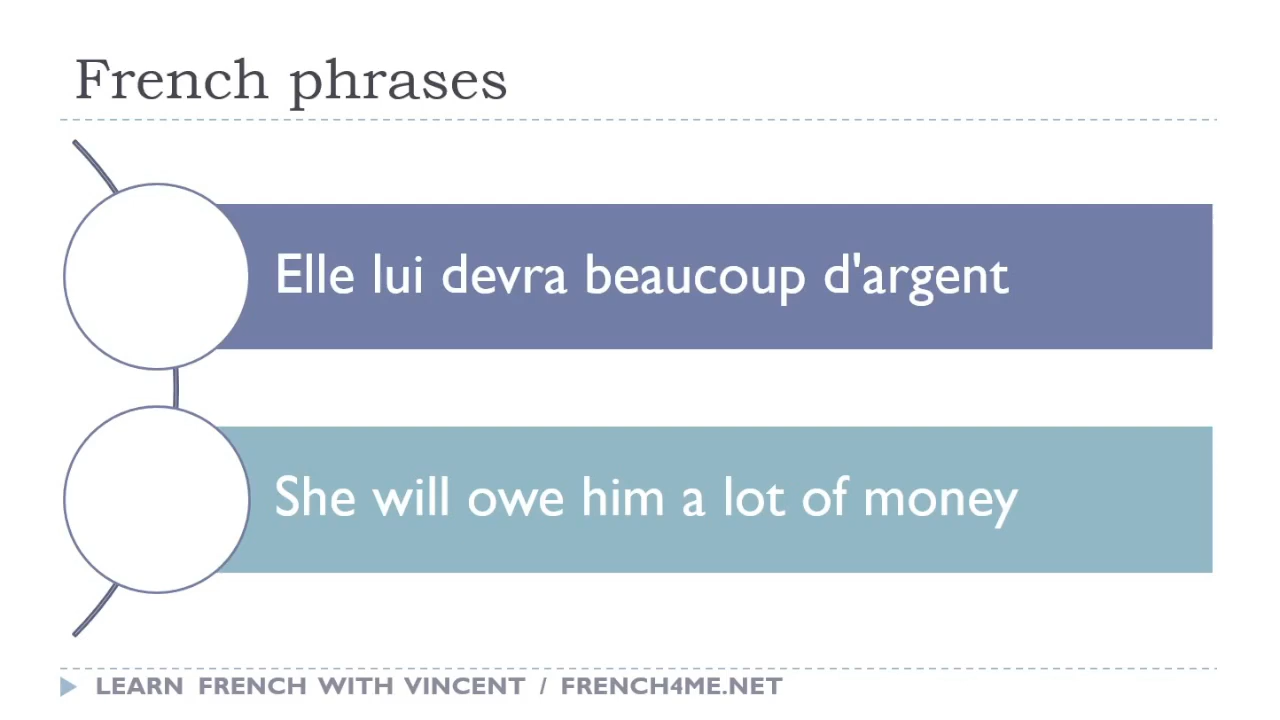 French phrases
Elle lui devra beaucoup d'argent
She will owe him a lot of money
LEARN FRENCH WITH VINCENT / FRENCH4ME.NET